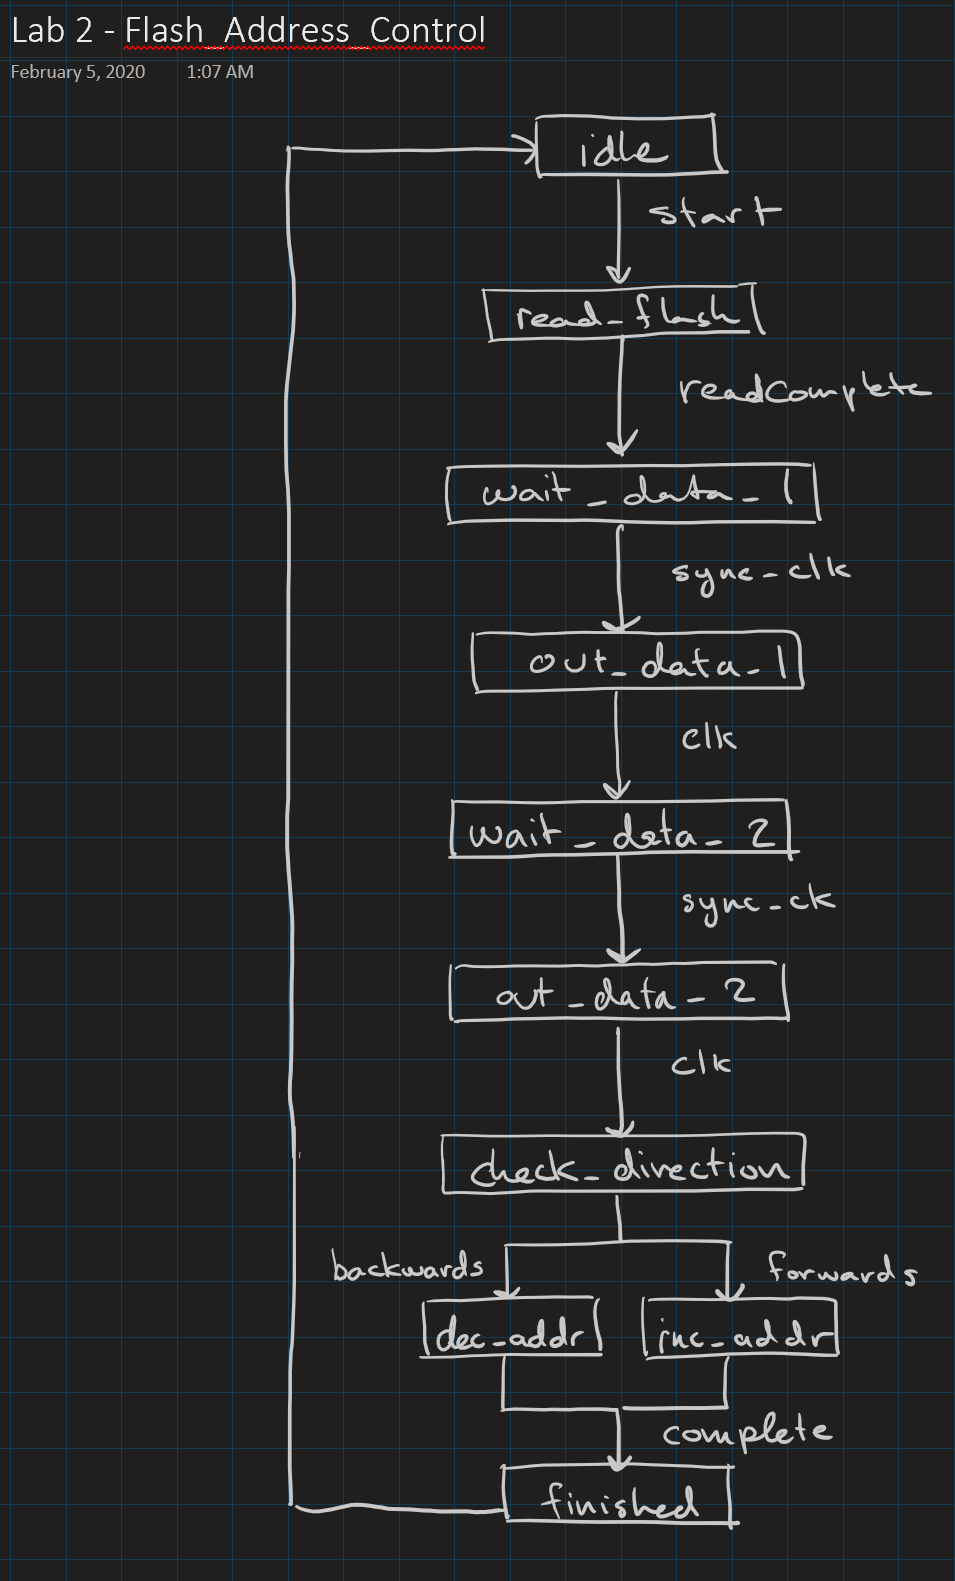 Lab 2 - Flash_Address_Control
February 5, 2020 1:07 AM
idle
start
read_flash
readComplete
wait_data_1
sync_clk
out_data_1
clk
wait_data_2
sync_ck
out_data_2
clk
check_direction
backwards forwards
dec_addr inc_addr
complete
finished